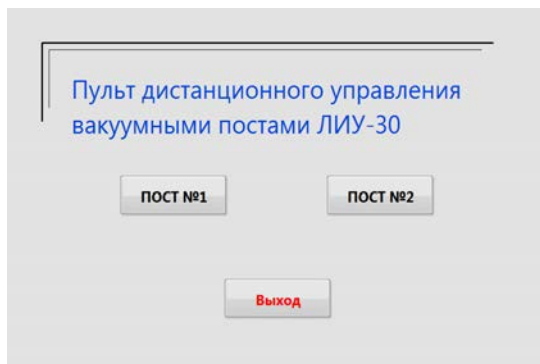 Пульт дистанционного управления
вакуумными постами ЛИУ-30
ПОСТ №1 ПОСТ №2
Выход